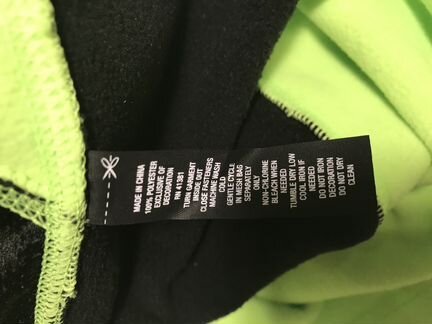 MADE IN CHINA
100% POLYESTER
EXCLUSIVE OF
DECORATION
RN 41381
TURN GARMENT
INSIDE OUT
CLOSE FASTENERS
MACHINE WASH
COLD
GENTLE CYCLE
IN MESH BAG
SEPARATELY
ONLY
NON-CHLORINE
BLEACH WHEN
NEEDED
TUMBLE DRY LOW
COOL IRON IF
NEEDED
DO NOT IRON
DECORATION
DO NOT DRY
CLEAN